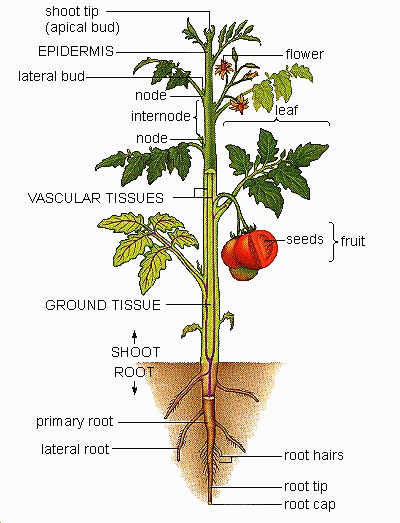 shoot tip
(apical bud)
EPIDERMIS
flower
lateral bud
node
leaf
internode
node
VASCULAR TISSUES
seeds
fruit
GROUND TISSUE
SHOOT
ROOT
primary root
lateral root
root hairs
root tip
root cap